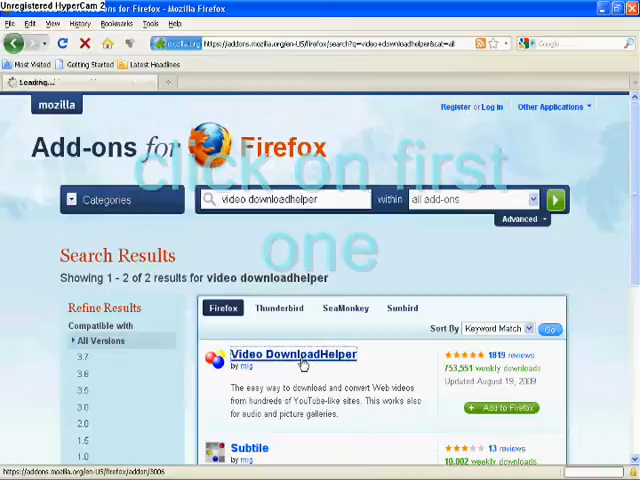 Unregistered HyperCam 2
ons for Firefox - Mozilla Firefox
File Edit View History Bookmarks Tools Help
mozilla.org https://addons.mozilla.org/en-US/firefox/search?q=video+downloadhelper&cat=all
Google
Most Visited Getting Started Latest Headlines
Loading...
mozilla
Register or Log in Other Applications
Add-ons for Firefox
click on first
one
Categories
video downloadhelper
within
all add-ons
Advanced
Search Results
Showing 1 - 2 of 2 results for video downloadhelper
Refine Results
Compatible with
All Versions
3.7
3.6
3.5
3.0
2.0
1.5
1.0
Firefox Thunderbird SeaMonkey Sunbird
Sort By Keyword Match Go
Video DownloadHelper
by mig
The easy way to download and convert Web videos
from hundreds of YouTube-like sites. This works also
for audio and picture galleries.
1819 reviews
753,551 weekly downloads
Updated August 19, 2009
+ Add to Firefox
Subtile
by mig
13 reviews
10,002 weekly downloads
https://addons.mozilla.org/en-US/firefox/addon/3006